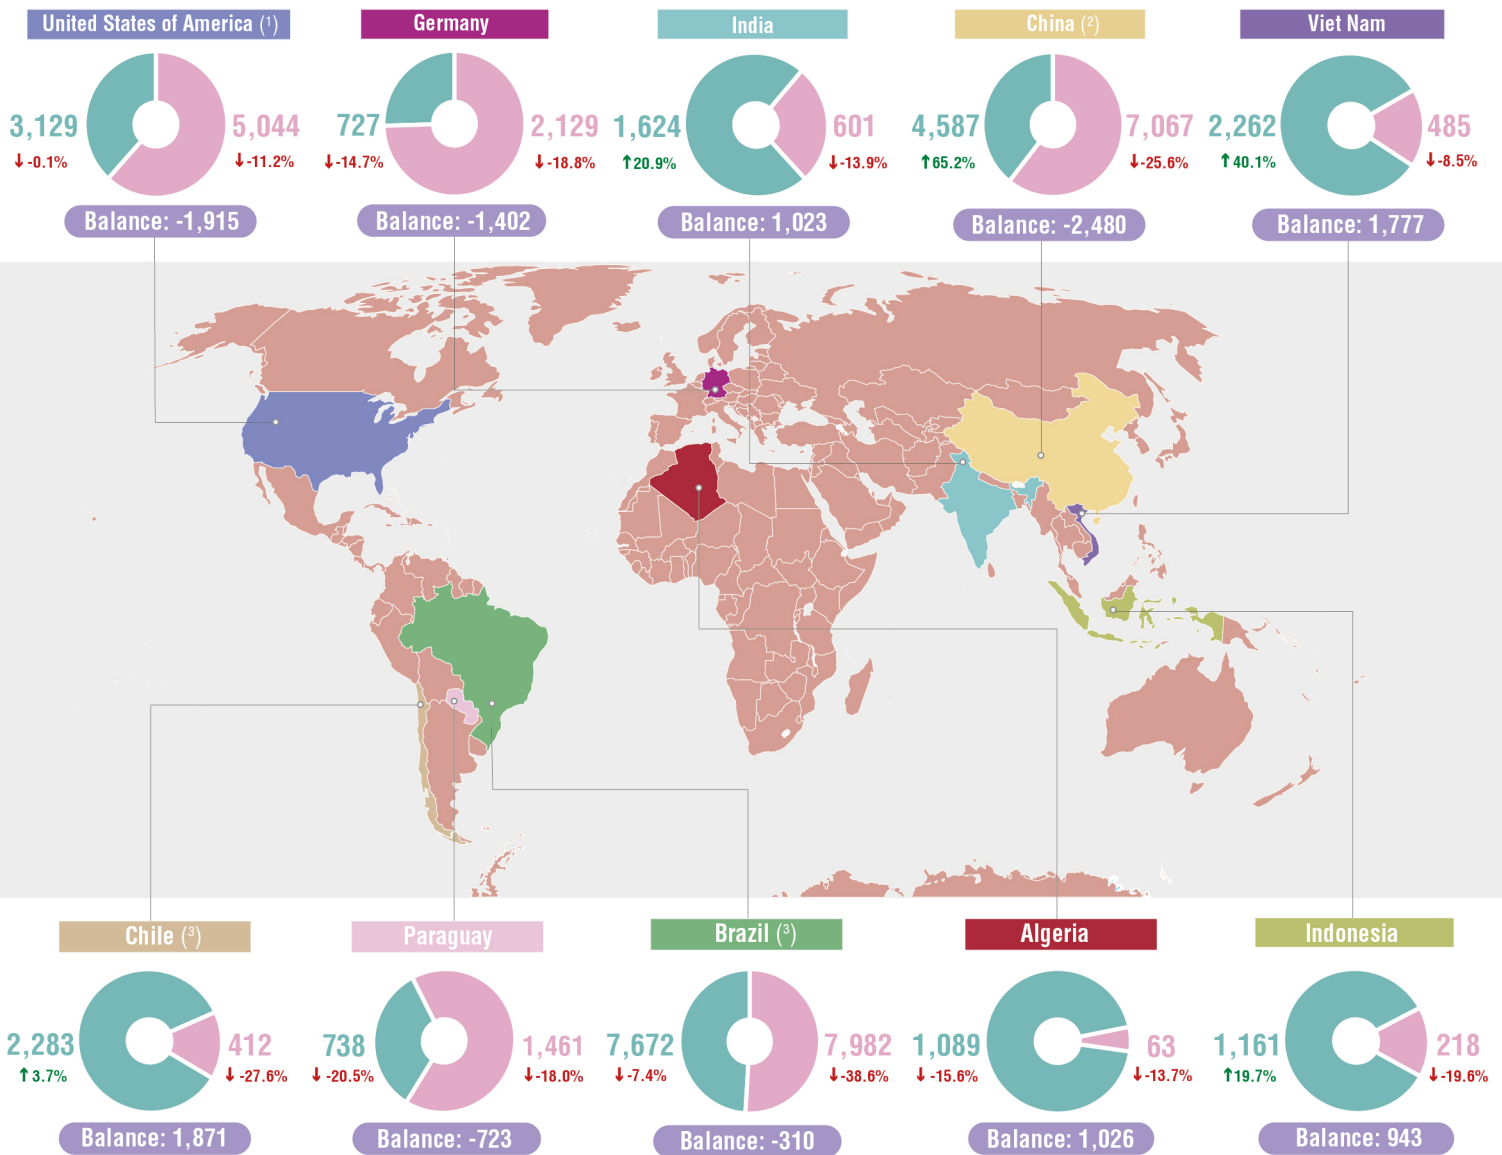 United States of America (¹)
3,129
↓-0.1%
5,044
↓-11.2%
Balance: -1,915
Germany
727
↓-14.7%
2,129
↓-18.8%
Balance: -1,402
India
1,624
↑20.9%
601
↓-13.9%
Balance: 1,023
China (²)
4,587
↑65.2%
7,067
↓-25.6%
Balance: -2,480
Viet Nam
2,262
↑40.1%
485
↓-8.5%
Balance: 1,777
Chile (³)
2,283
↑3.7%
412
↓-27.6%
Balance: 1,871
Paraguay
738
↓-20.5%
1,461
↓-18.0%
Balance: -723
Brazil (³)
7,672
↓-7.4%
7,982
↓-38.6%
Balance: -310
Algeria
1,089
↓-15.6%
63
↓-13.7%
Balance: 1,026
Indonesia
1,161
↑19.7%
218
↓-19.6%
Balance: 943